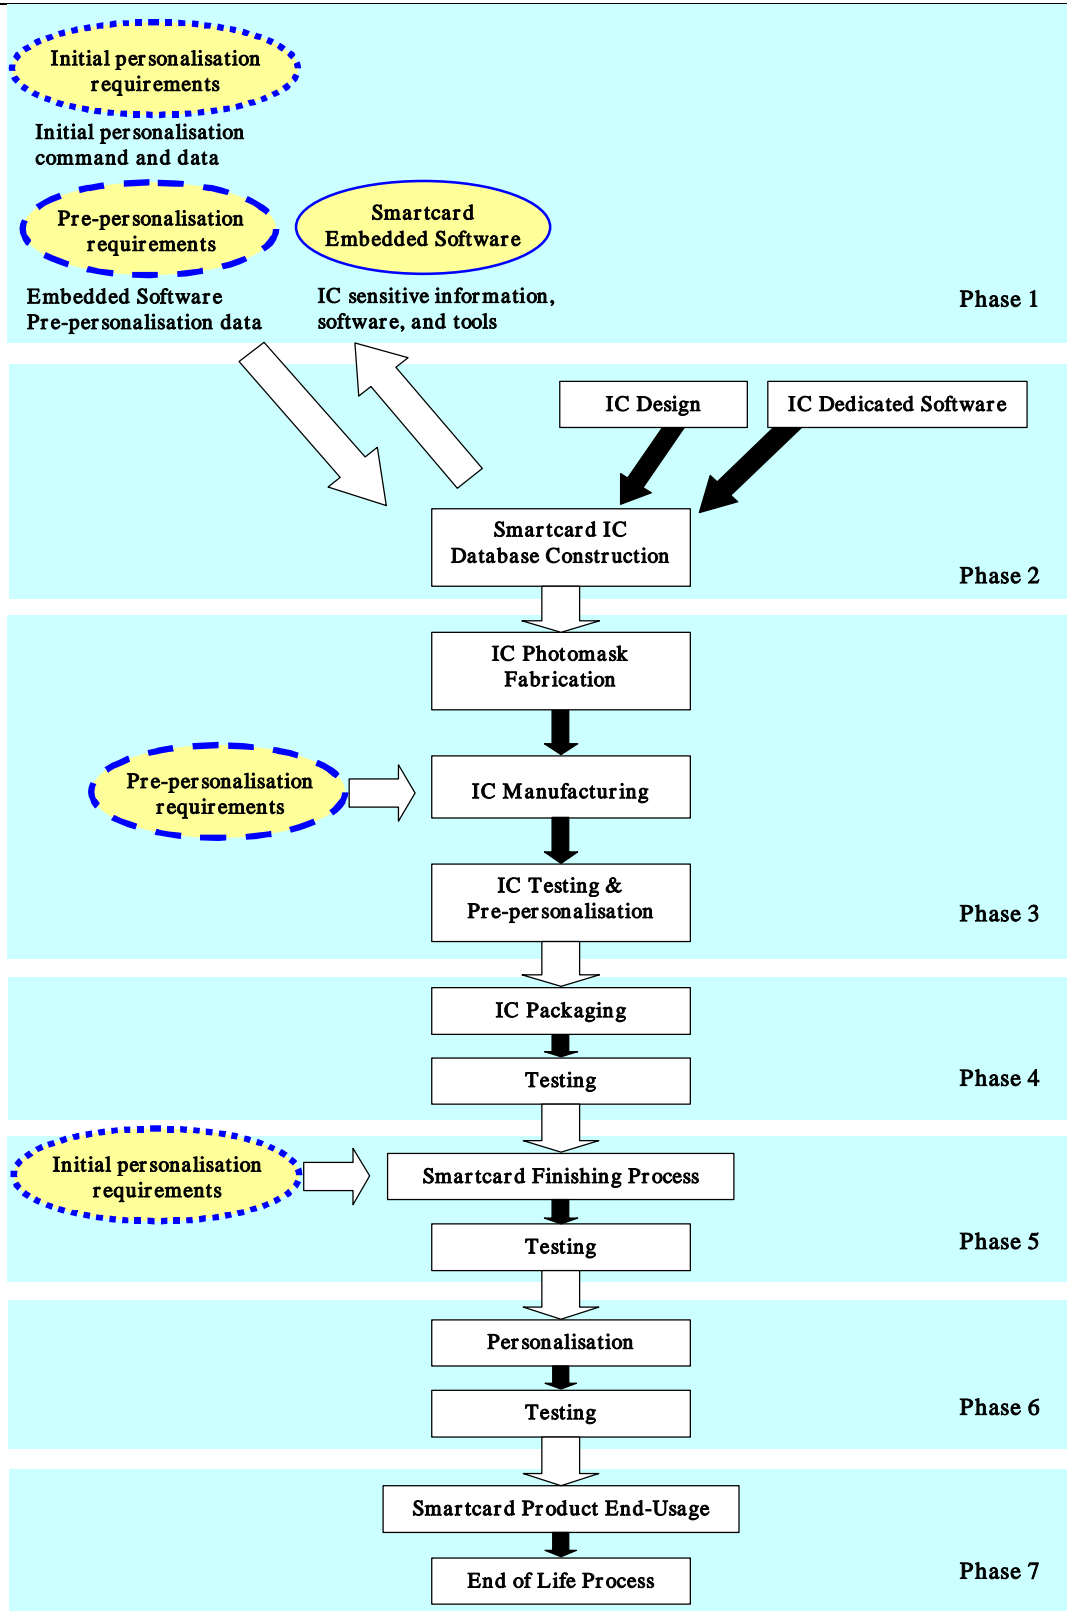 Initial personalisation
requirements
Initial personalisation
command and data
Pre-personalisation
requirements
Smartcard
Embedded Software
Embedded Software
Pre-personalisation data
IC sensitive information,
software, and tools
Phase 1
IC Design
IC Dedicated Software
Smartcard IC
Database Construction
Phase 2
IC Photomask
Fabrication
Pre-personalisation
requirements
IC Manufacturing
IC Testing &
Pre-personalisation
Phase 3
IC Packaging
Testing
Phase 4
Initial personalisation
requirements
Smartcard Finishing Process
Testing
Phase 5
Personalisation
Testing
Phase 6
Smartcard Product End-Usage
End of Life Process
Phase 7